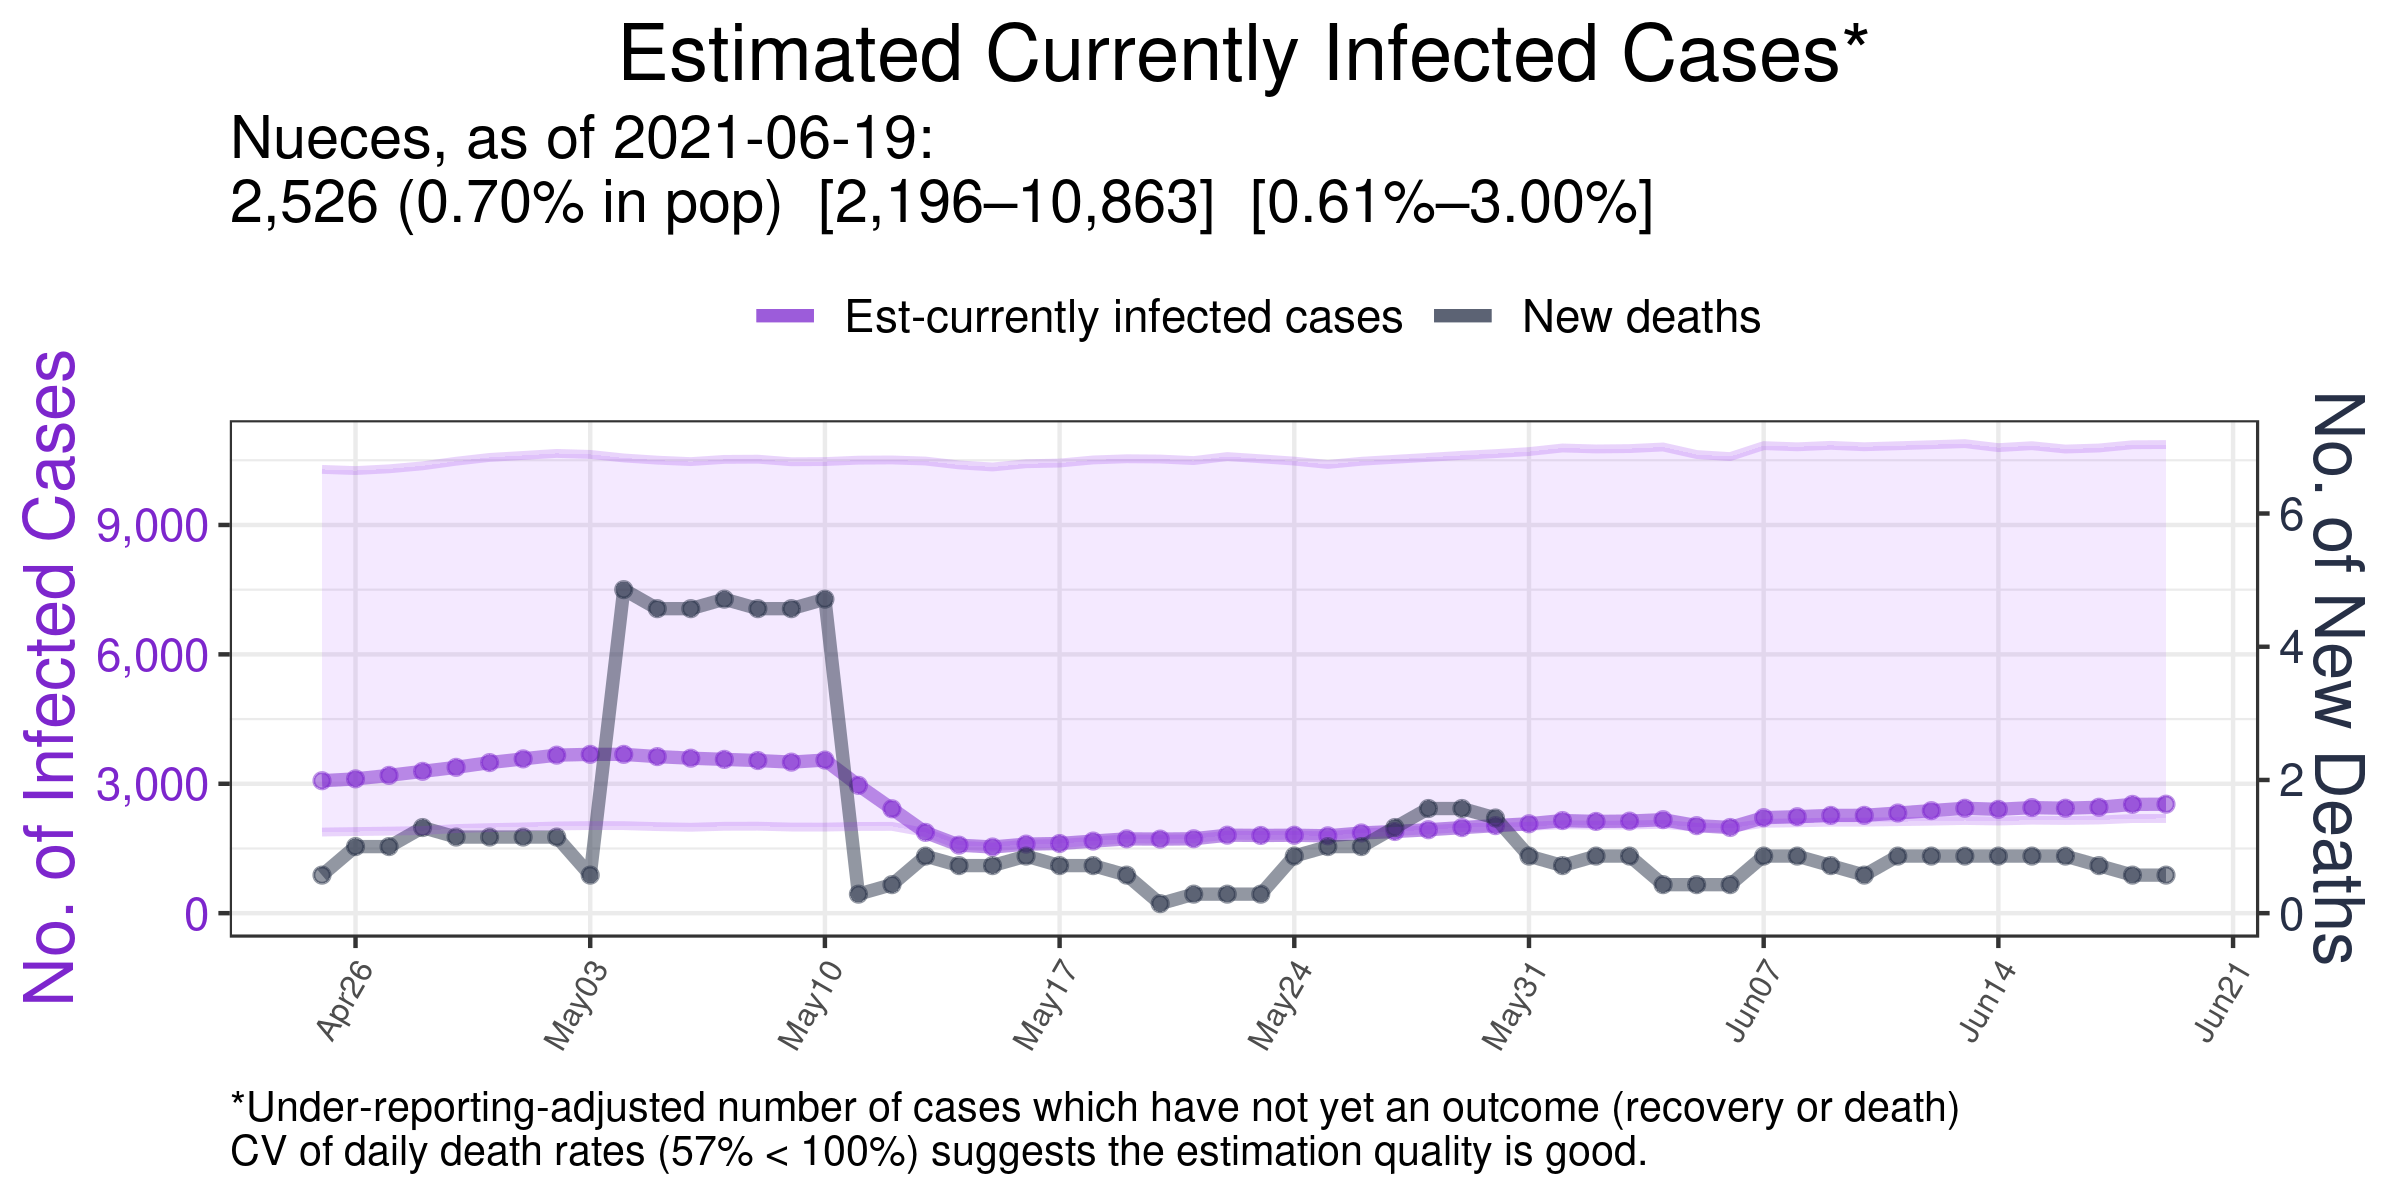 Estimated Currently Infected Cases*
Nueces, as of 2021-06-19:
2,526 (0.70% in pop)  [2,196–10,863]  [0.61%–3.00%]
Est-currently infected cases
New deaths
No. of Infected Cases
9,000
6,000
3,000
0
No. of New Deaths
6
4
2
0
Apr26
May03
May10
May17
May24
May31
Jun07
Jun14
Jun21
*Under-reporting-adjusted number of cases which have not yet an outcome (recovery or death)
CV of daily death rates (57% < 100%) suggests the estimation quality is good.